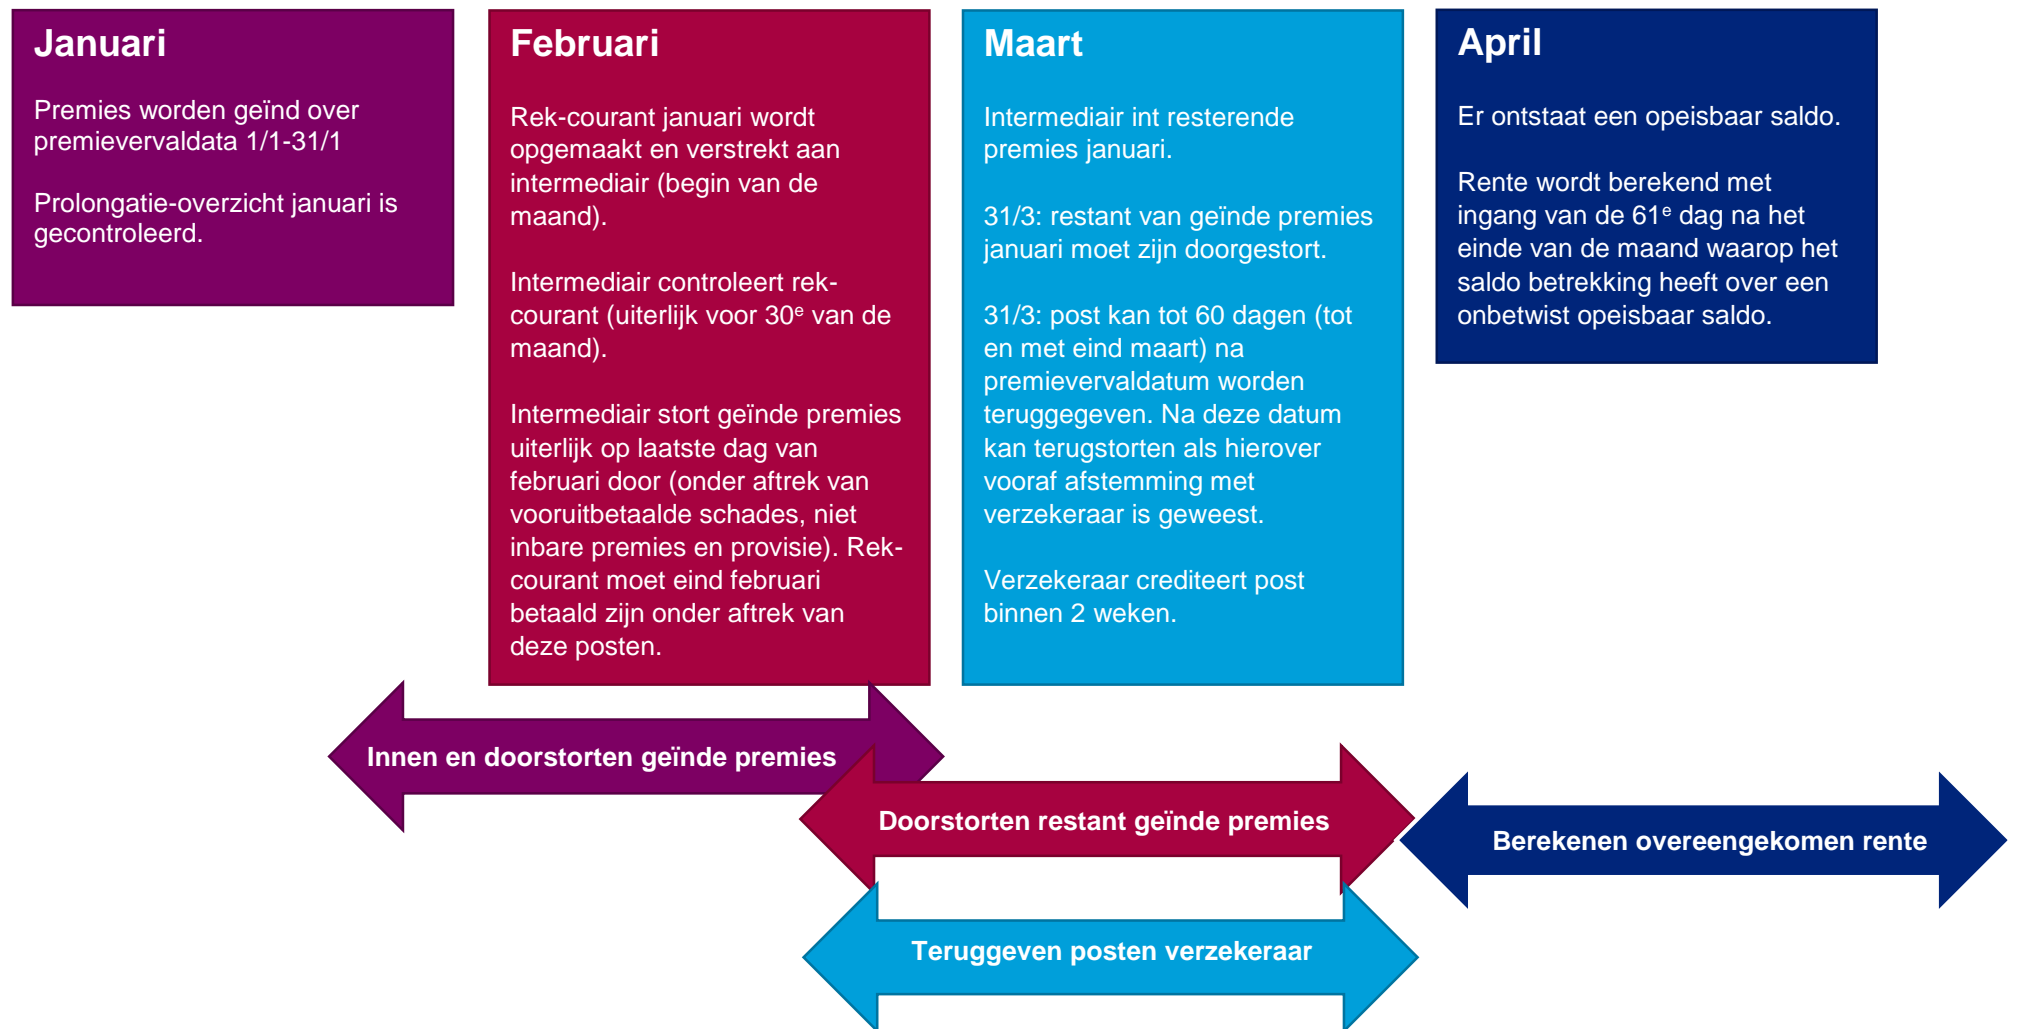 Januari
Premies worden geïnd over
premievervaldata 1/1-31/1
Prolongatie-overzicht januari is
gecontroleerd.
Februari
Rek-courant januari wordt
opgemaakt en verstrekt aan
intermediair (begin van de
maand).
Intermediair controleert rek-
courant (uiterlijk voor 30e van de
maand).
Intermediair stort geïnde premies
uiterlijk op laatste dag van
februari door (onder aftrek van
vooruitbetaalde schades, niet
inbare premies en provisie). Rek-
courant moet eind februari
betaald zijn onder aftrek van
deze posten.
Maart
Intermediair int resterende
premies januari.
31/3: restant van geïnde premies
januari moet zijn doorgestort.
31/3: post kan tot 60 dagen (tot
en met eind maart) na
premievervaldatum worden
teruggegeven. Na deze datum
kan terugstorten als hierover
vooraf afstemming met
verzekeraar is geweest.
Verzekeraar crediteert post
binnen 2 weken.
April
Er ontstaat een opeisbaar saldo.
Rente wordt berekend met
ingang van de 61e dag na het
einde van de maand waarop het
saldo betrekking heeft over een
onbetwist opeisbaar saldo.
Innen en doorstorten geïnde premies
Doorstorten restant geïnde premies
Berekenen overeengekomen rente
Teruggeven posten verzekeraar